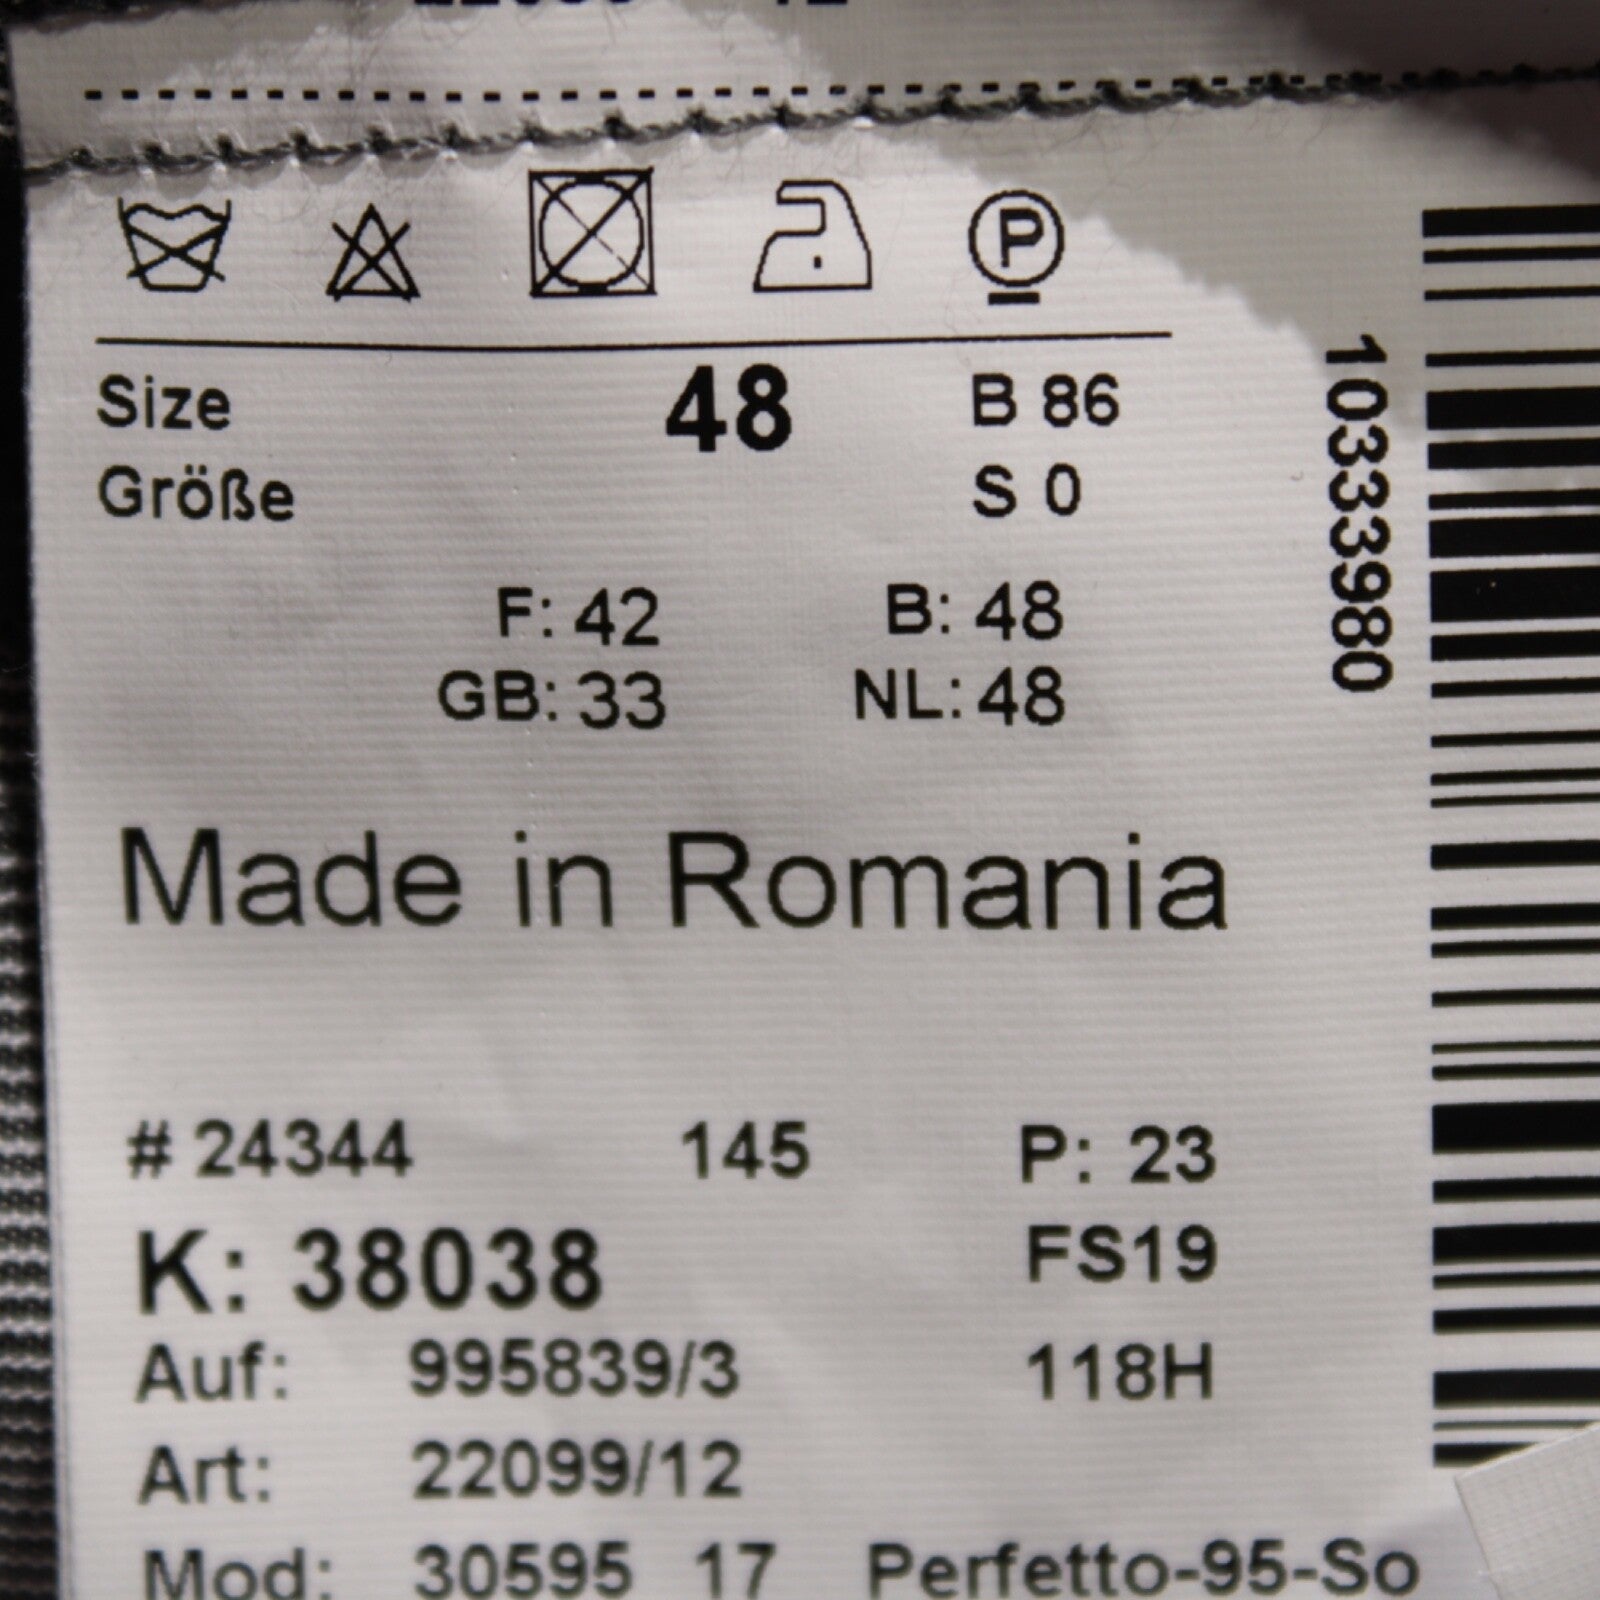 P
Size 48 B 86
Größe S 0
F: 42 B: 48
GB: 33 NL: 48
Made in Romania
# 24344 145 P: 23
K: 38038 FS19
Auf: 995839/3 118H
Art: 22099/12
Mod: 30595 17 Perfetto-95-So
10333980